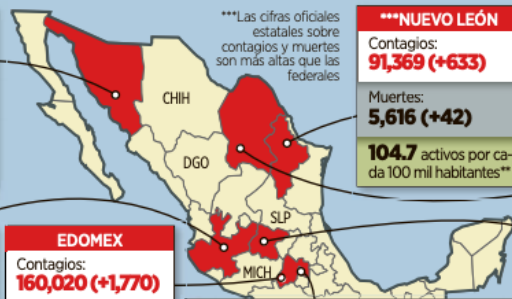 ***Las cifras oficiales
estatales sobre
contagios y muertes
son más altas que las
federales
***NUEVO LEÓN
Contagios:
91,369 (+633)
Muertes:
5,616 (+42)
104.7 activos por ca-
da 100 mil habitantes**
CHIH
DGO
SLP
MICH
EDOMEX
Contagios:
160,020 (+1,770)